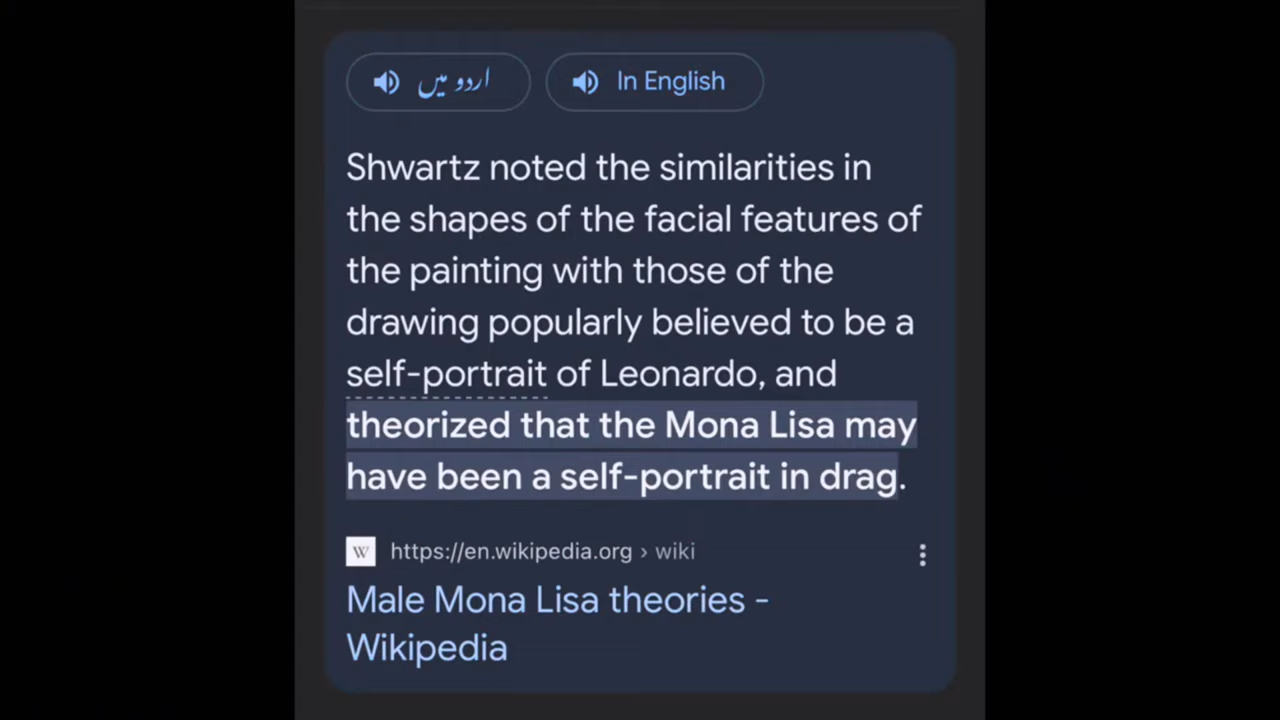 اردو میں
In English
Shwartz noted the similarities in
the shapes of the facial features of
the painting with those of the
drawing popularly believed to be a
self-portrait of Leonardo, and
theorized that the Mona Lisa may
have been a self-portrait in drag.
W https://en.wikipedia.org › wiki
Male Mona Lisa theories -
Wikipedia